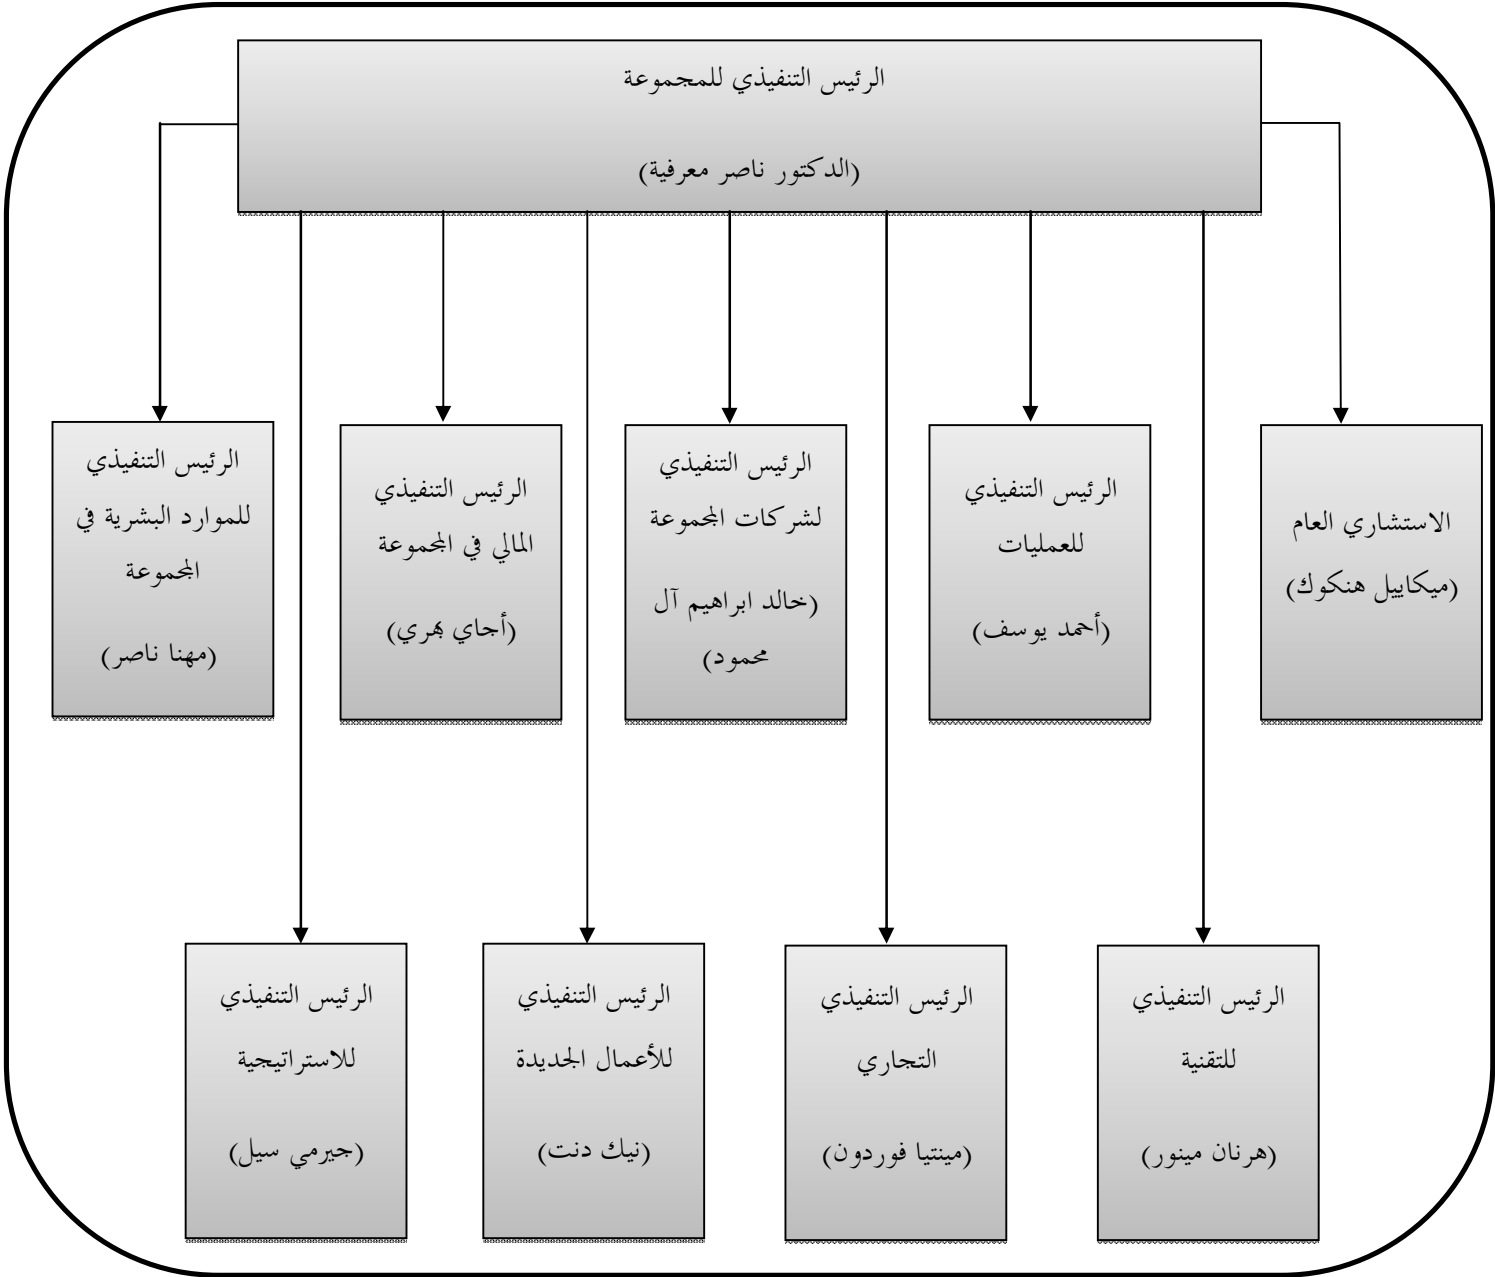 الرئيس التنفيذي للمجموعة
(الدكتور ناصر معرفية)
الاستشاري العام
(ميكاييل هنكوك)
الرئيس التنفيذي
للعمليات
(أحمد يوسف)
الرئيس التنفيذي
لشركات المجموعة
(خالد ابراهيم آل
محمود)
الرئيس التنفيذي
المالي في المجموعة
(أجاي بهري)
الرئيس التنفيذي
للموارد البشرية في
المجموعة
(مهنا ناصر)
الرئيس التنفيذي
للتقنية
(هرنان مينور)
الرئيس التنفيذي
التجاري
(مينتيا فوردون)
الرئيس التنفيذي
للأعمال الجديدة
(نيك دنت)
الرئيس التنفيذي
للاستراتيجية
(جيرمي سيل)